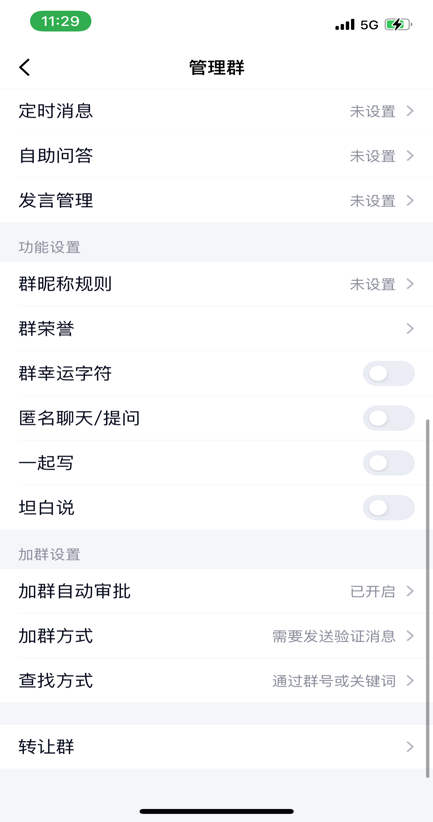 11:29
5G
管理群
定时消息 未设置
自助问答 未设置
发言管理 未设置
功能设置
群昵称规则 未设置
群荣誉
群幸运字符
匿名聊天/提问
一起写
坦白说
加群设置
加群自动审批 已开启
加群方式 需要发送验证消息
查找方式 通过群号或关键词
转让群